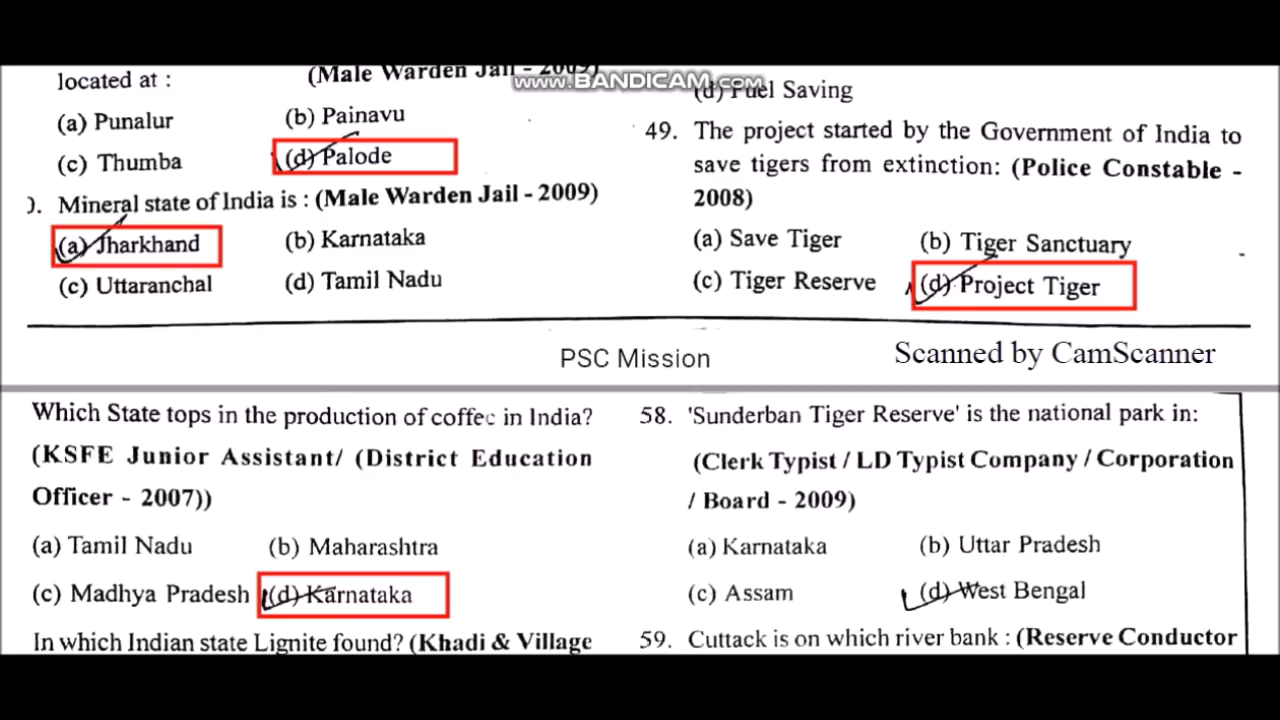 located at :
(Male Warden Jail - 2009)
(a) Punalur
(b) Painavu
(c) Thumba
(d) Palode
). Mineral state of India is : (Male Warden Jail - 2009)
(a) Jharkhand
(b) Karnataka
(c) Uttaranchal
(d) Tamil Nadu
www.BANDICAM.com
(d) Fuel Saving
49. The project started by the Government of India to
save tigers from extinction: (Police Constable -
2008)
(a) Save Tiger
(b) Tiger Sanctuary
(c) Tiger Reserve
(d) Project Tiger
PSC Mission
Scanned by CamScanner
Which State tops in the production of coffec in India?
(KSFE Junior Assistant/ (District Education
Officer - 2007))
(a) Tamil Nadu
(b) Maharashtra
(c) Madhya Pradesh
(d) Karnataka
In which Indian state Lignite found? (Khadi & Village
58. 'Sunderban Tiger Reserve' is the national park in:
(Clerk Typist / LD Typist Company / Corporation
/ Board - 2009)
(a) Karnataka
(b) Uttar Pradesh
(c) Assam
(d) West Bengal
59. Cuttack is on which river bank : (Reserve Conductor